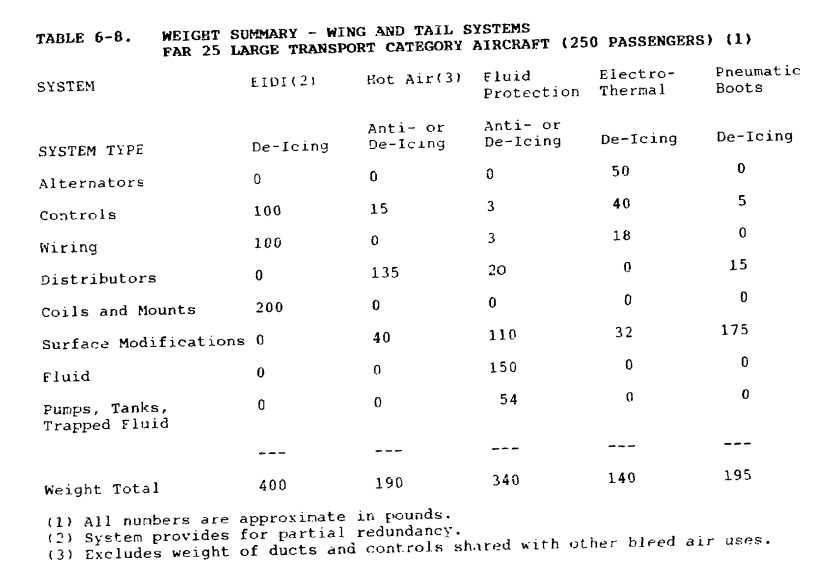 TABLE 6-8. WEIGHT SUMMARY - WING AND TAIL SYSTEMS
FAR 25 LARGE TRANSPORT CATEGORY AIRCRAFT (250 PASSENGERS) (1)
SYSTEM EIDI(2) Hot Air(3) Fluid Protection Electro-Thermal Pneumatic Boots
SYSTEM TYPE De-Icing Anti- or De-Icing Anti- or De-Icing De-Icing De-Icing
Alternators 0 0 0 50 0
Controls 100 15 3 40 5
Wiring 100 0 3 18 0
Distributors 0 135 20 0 15
Coils and Mounts 200 0 0 0 0
Surface Modifications 0 40 110 32 175
Fluid 0 0 150 0 0
Pumps, Tanks, 0 0 54 0 0
Trapped Fluid
--- --- --- --- ---
Weight Total 400 190 340 140 195
(1) All numbers are approximate in pounds.
(2) System provides for partial redundancy.
(3) Excludes weight of ducts and controls shared with other bleed air uses.